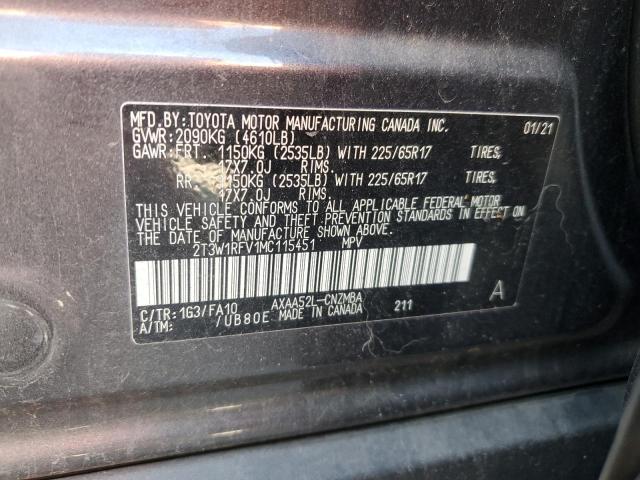 MFD.BY:TOYOTA MOTOR MANUFACTURING CANADA INC. 01/21
GVWR:2090KG (4610LB)
GAWR:FRT. 1150KG (2535LB) WITH 225/65R17 TIRES,
17X7.0J RIMS.
RR. 1150KG (2535LB) WITH 225/65R17 TIRES,
17X7.0J RIMS.
THIS VEHICLE CONFORMS TO ALL APPLICABLE FEDERAL MOTOR
VEHICLE SAFETY AND THEFT PREVENTION STANDARDS IN EFFECT ON
THE DATE OF MANUFACTURE SHOWN ABOVE.
2T3W1RFV1MC115451 MPV
C/TR:1G3/FA10 AXAA52L-CNZMBA 211 A
A/TM: /UB80E MADE IN CANADA